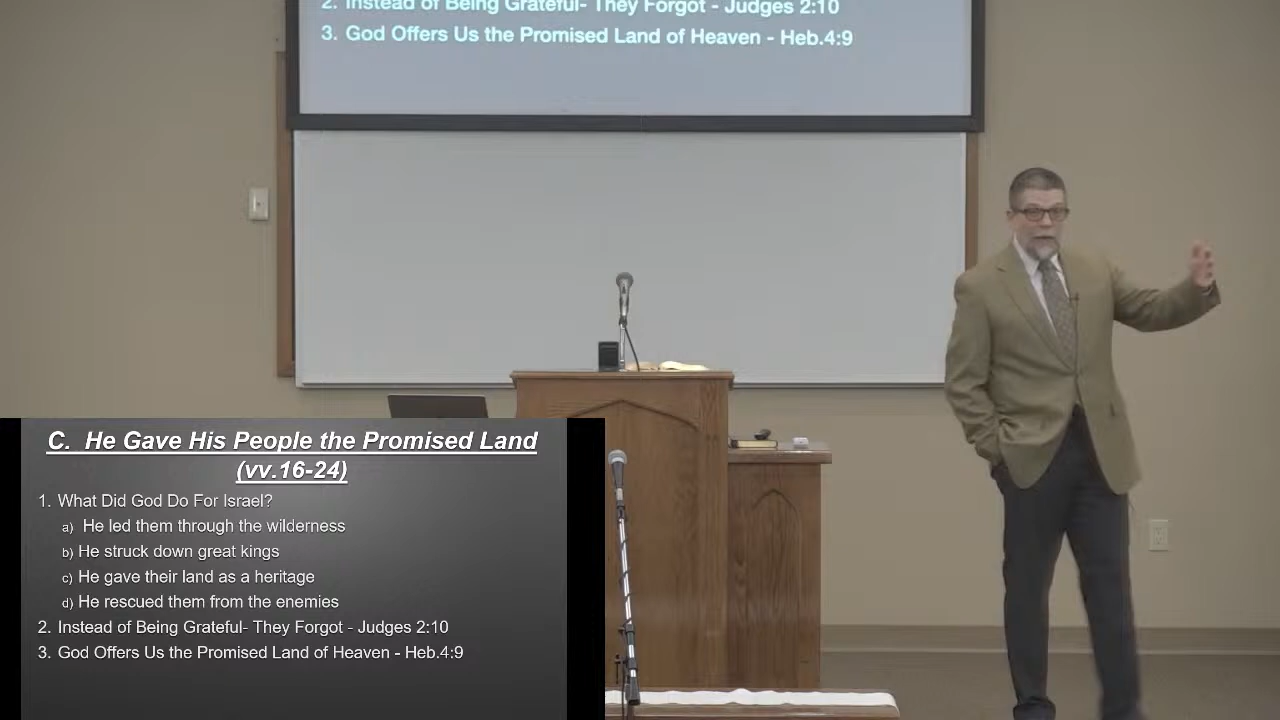 2. Instead of Being Grateful- They Forgot - Judges 2:10
3. God Offers Us the Promised Land of Heaven - Heb.4:9
C. He Gave His People the Promised Land
(vv.16-24)
1. What Did God Do For Israel?
a) He led them through the wilderness
b) He struck down great kings
c) He gave their land as a heritage
d) He rescued them from the enemies
2. Instead of Being Grateful- They Forgot - Judges 2:10
3. God Offers Us the Promised Land of Heaven - Heb.4:9